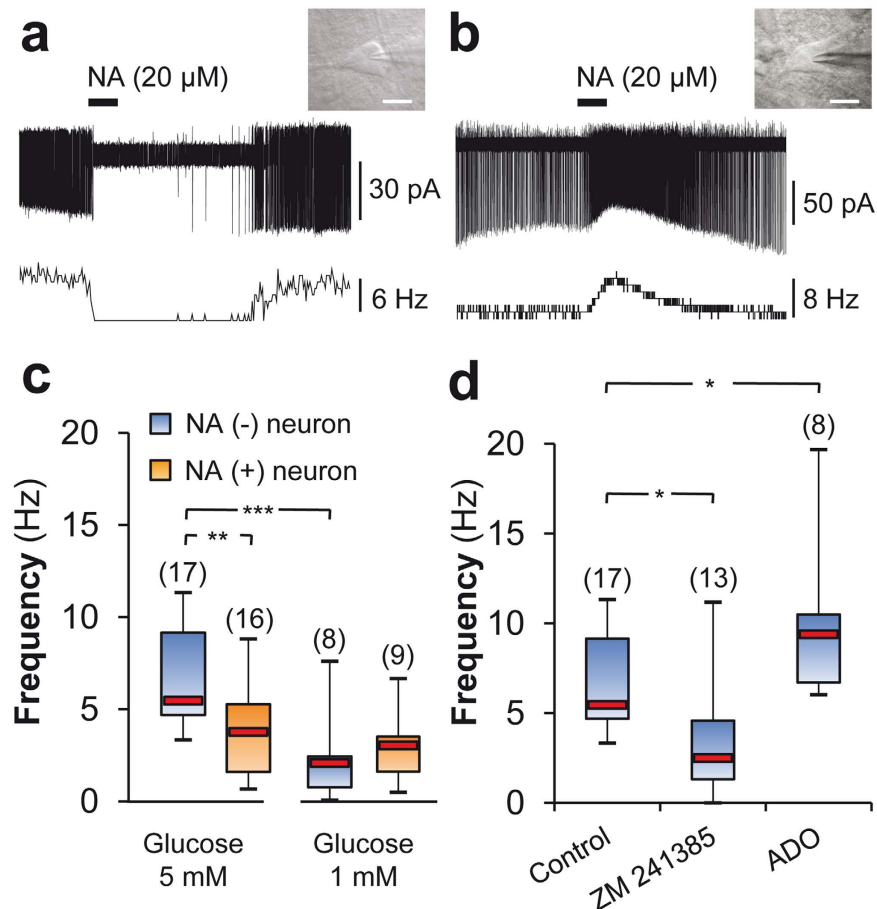 a
NA (20 µM)
30 pA
6 Hz
b
NA (20 µM)
50 pA
8 Hz
c
NA (-) neuron
NA (+) neuron
Frequency (Hz)
20
15
10
5
0
***
**
(17)
(16)
(8)
(9)
Glucose
5 mM
Glucose
1 mM
d
Frequency (Hz)
20
15
10
5
0
*
*
(17)
(13)
(8)
Control
ZM 241385
ADO